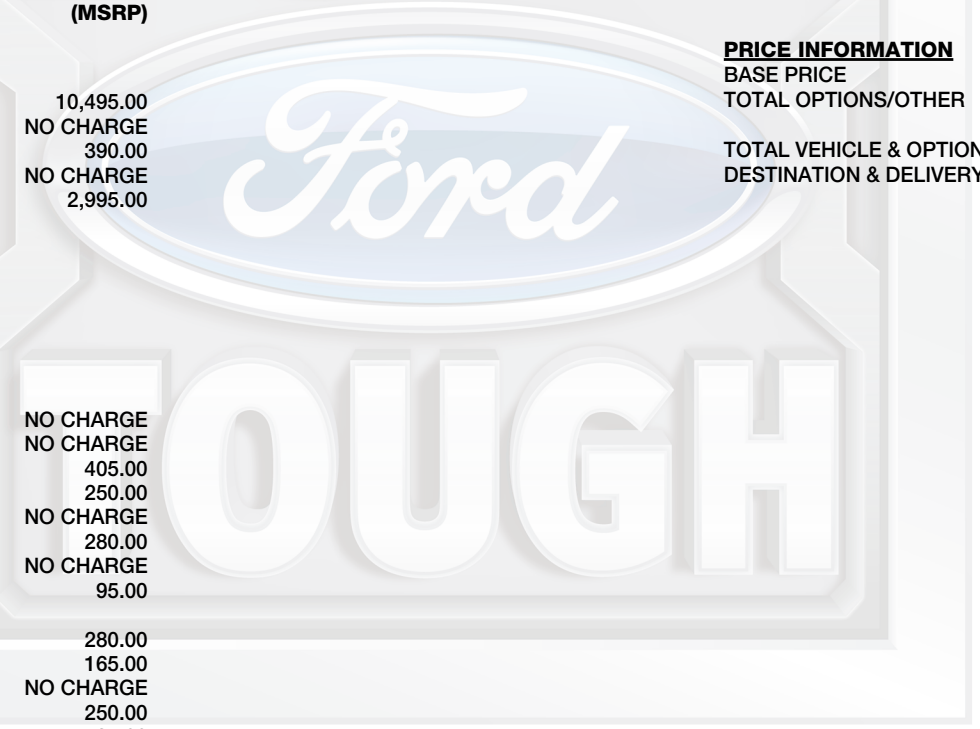 (MSRP)
10,495.00
NO CHARGE
390.00
NO CHARGE
2,995.00
NO CHARGE
NO CHARGE
405.00
250.00
NO CHARGE
280.00
NO CHARGE
95.00
280.00
165.00
NO CHARGE
250.00
PRICE INFORMATION
BASE PRICE
TOTAL OPTIONS/OTHER
TOTAL VEHICLE & OPTION
DESTINATION & DELIVERY
Ford
TOUGH